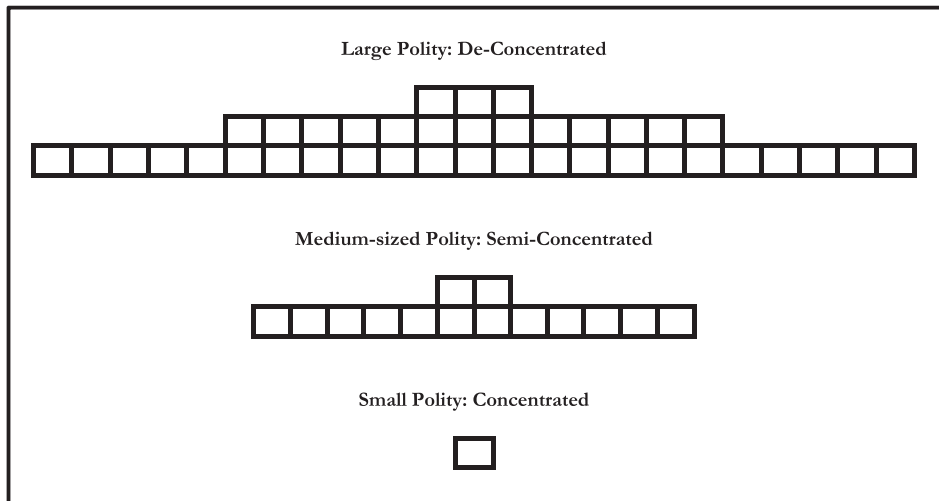 Large Polity: De-Concentrated
Medium-sized Polity: Semi-Concentrated
Small Polity: Concentrated